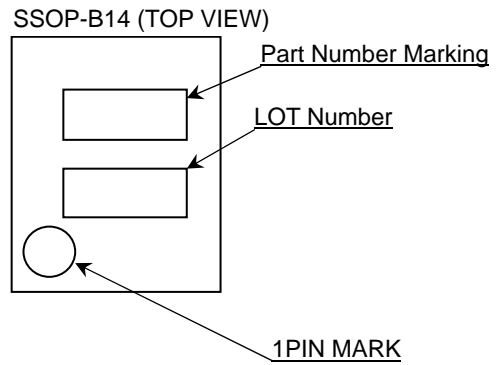 SSOP-B14 (TOP VIEW)
Part Number Marking
LOT Number
1PIN MARK